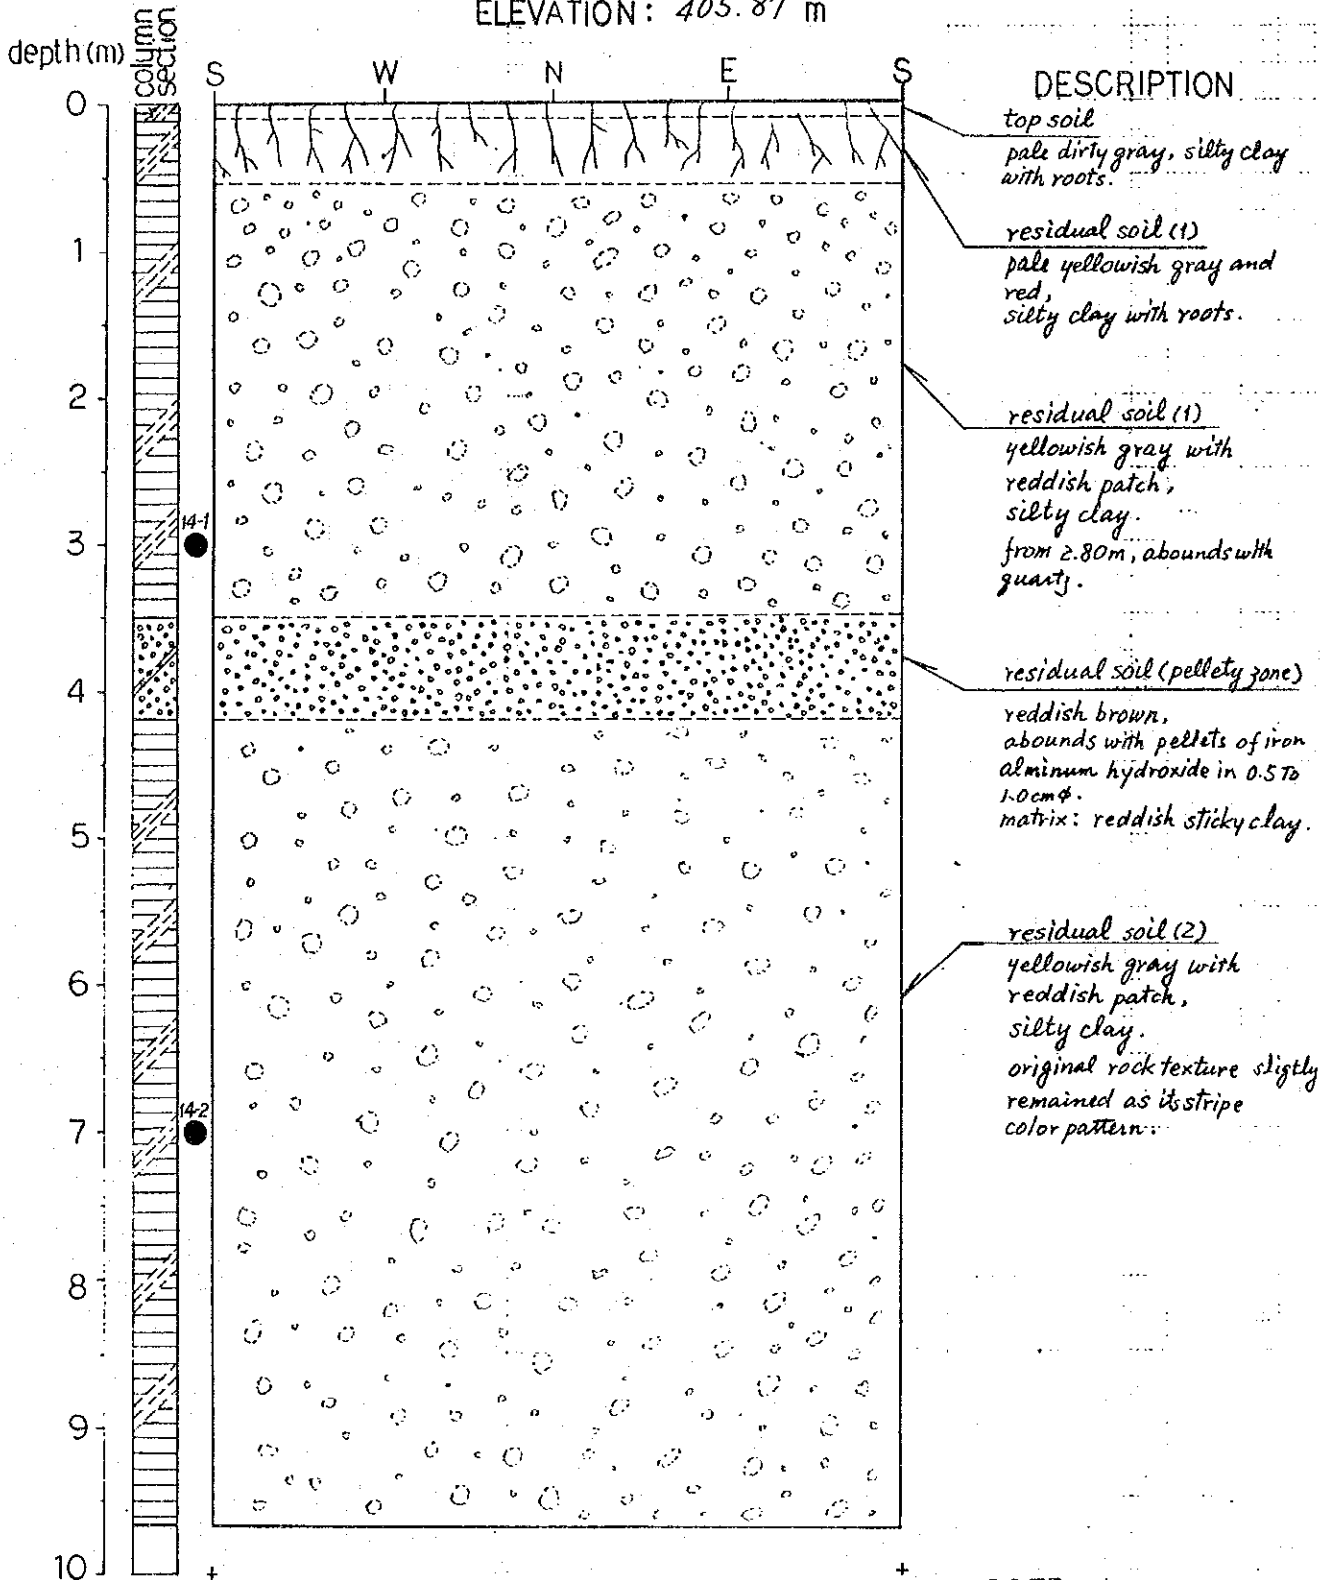 ELEVATION: 405.87 m
depth (m)
column
section
S W N E S
DESCRIPTION
0
1
2
3
4
5
6
7
8
9
10
14-1
14-2
top soil
pale dirty gray, silty clay
with roots.
residual soil (1)
pale yellowish gray and
red,
silty clay with roots.
residual soil (1)
yellowish gray with
reddish patch,
silty clay.
from 2.80m, abounds with
quartz.
residual soil (pellety zone)
reddish brown,
abounds with pellets of iron
alminum hydroxide in 0.5 To
1.0 cm φ.
matrix: reddish sticky clay.
residual soil (2)
yellowish gray with
reddish patch,
silty clay.
original rock texture sligtly
remained as its stripe
color pattern.